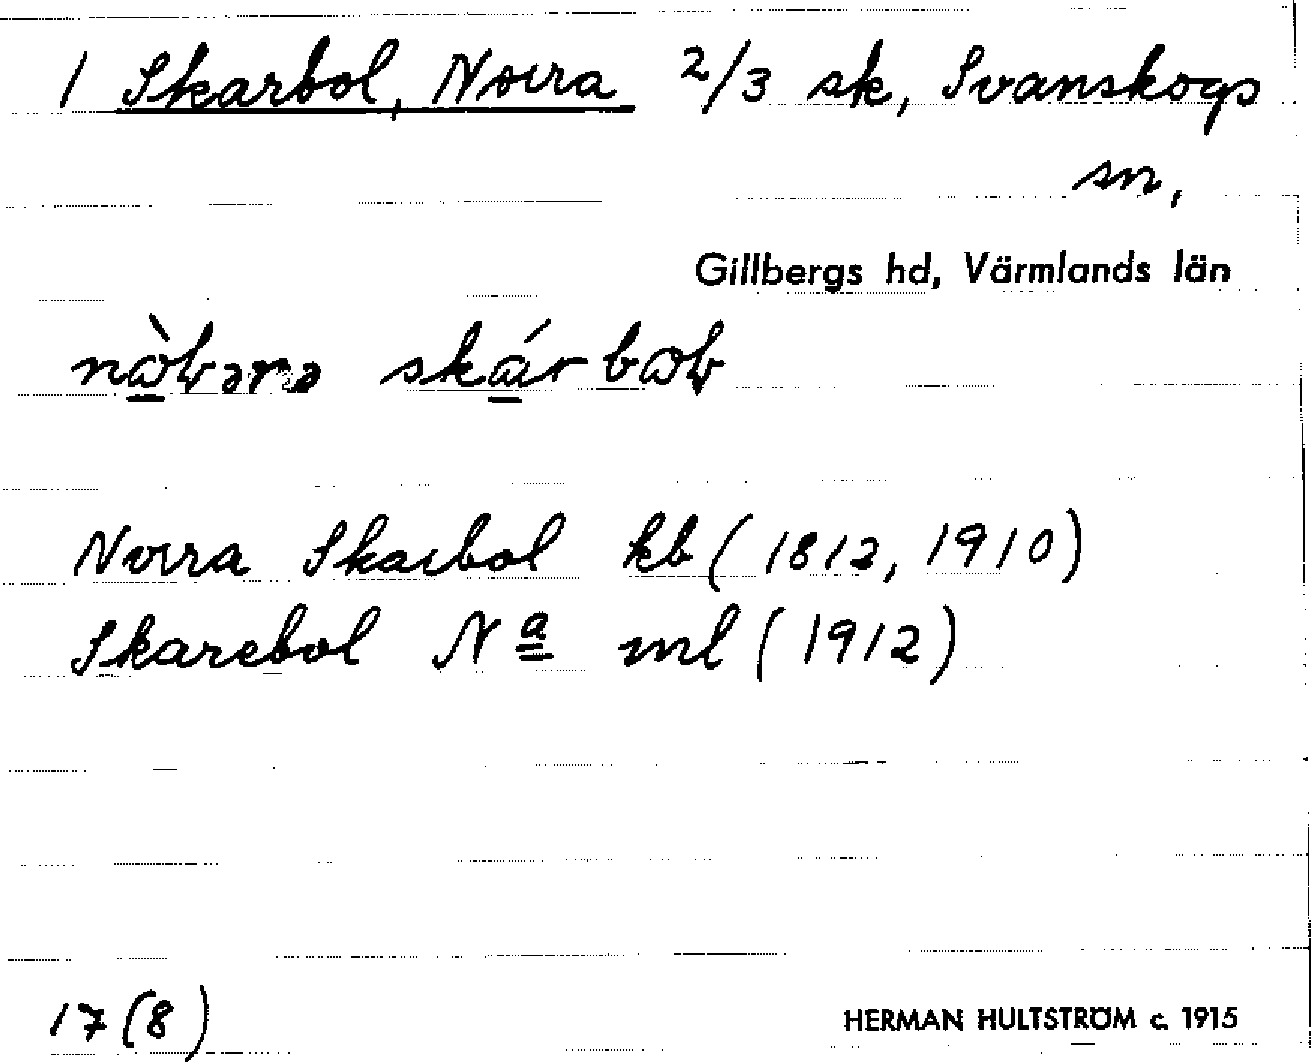 1 Skarbol, Norra 2/3 sk, Svanskogs
sn,
Gillbergs hd, Värmlands län
Norra Skarbol kb (1812, 1910)
Skarebol Nª ml (1912)
17 (8)
HERMAN HULTSTRÖM c. 1915